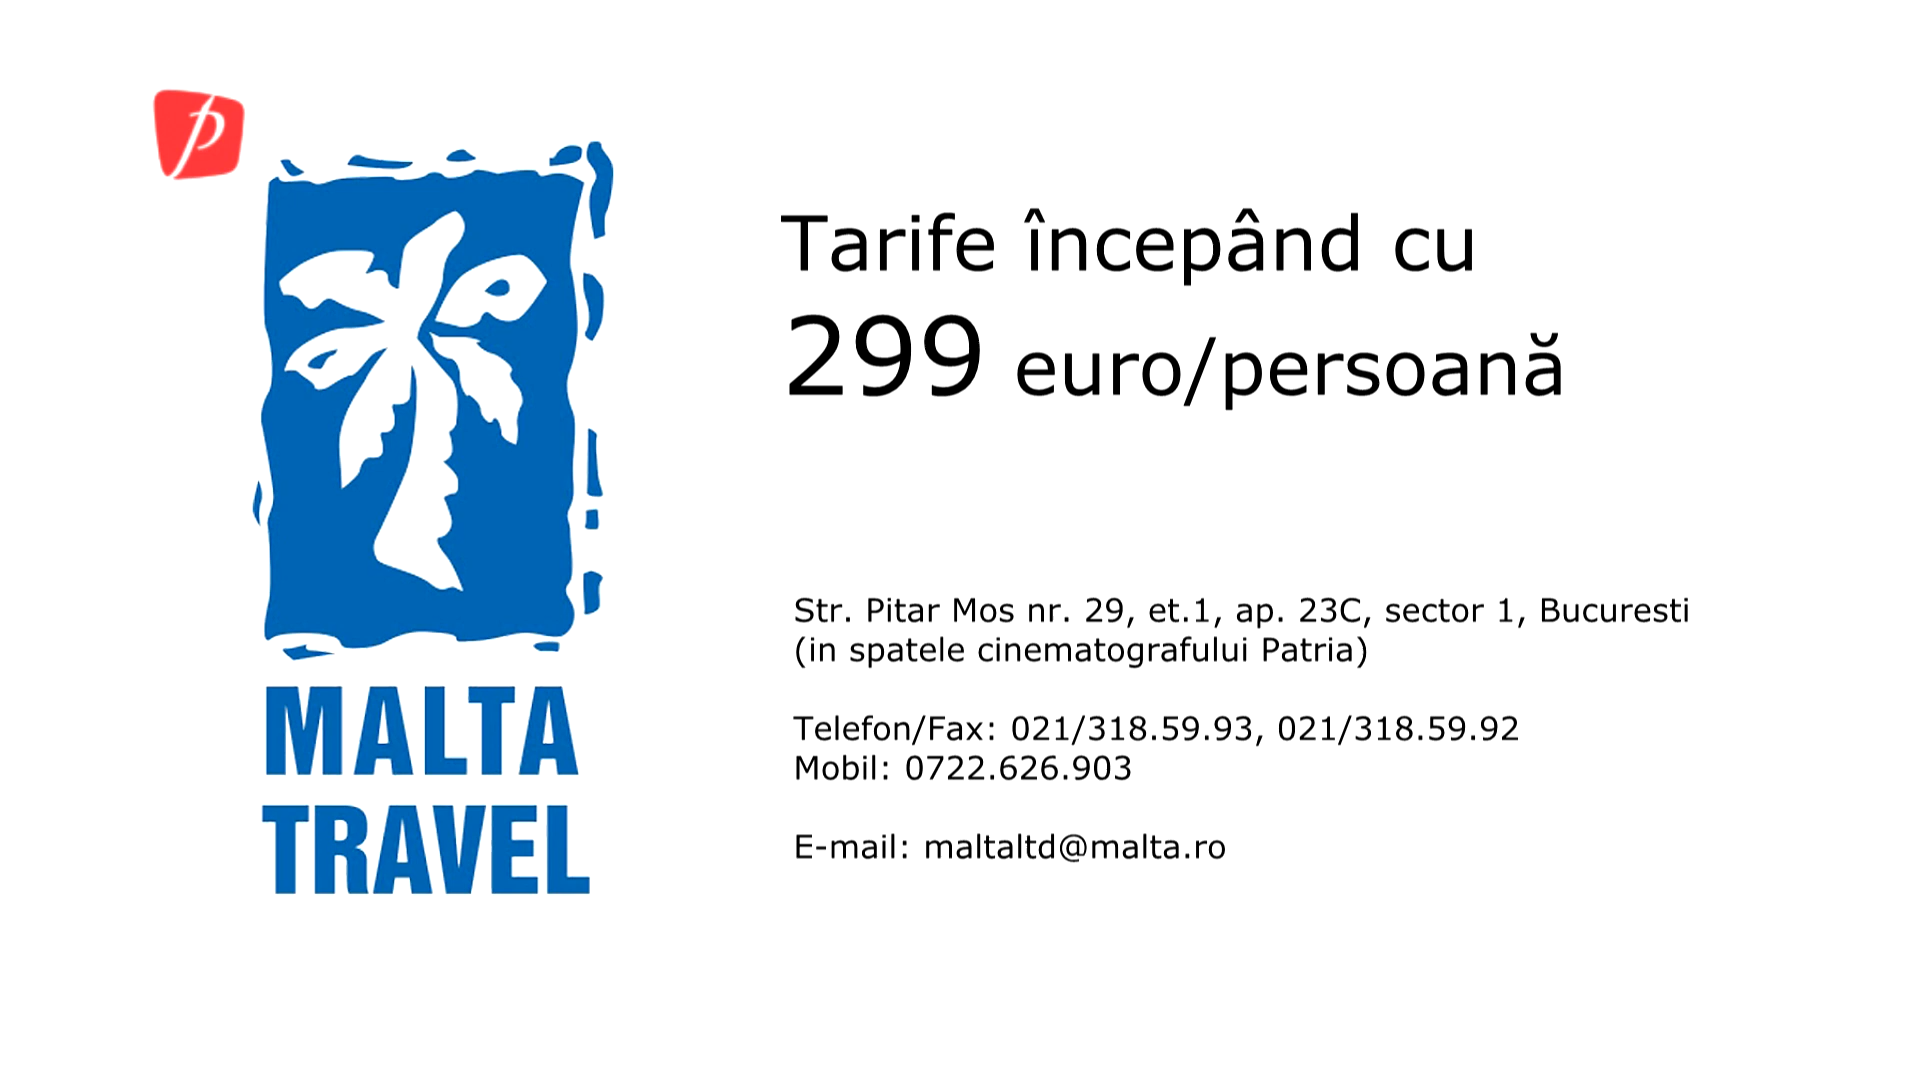 p
MALTA
TRAVEL
Tarife începând cu
299 euro/persoană
Str. Pitar Mos nr. 29, et.1, ap. 23C, sector 1, Bucuresti
(in spatele cinematografului Patria)
Telefon/Fax: 021/318.59.93, 021/318.59.92
Mobil: 0722.626.903
E-mail: maltaltd@malta.ro